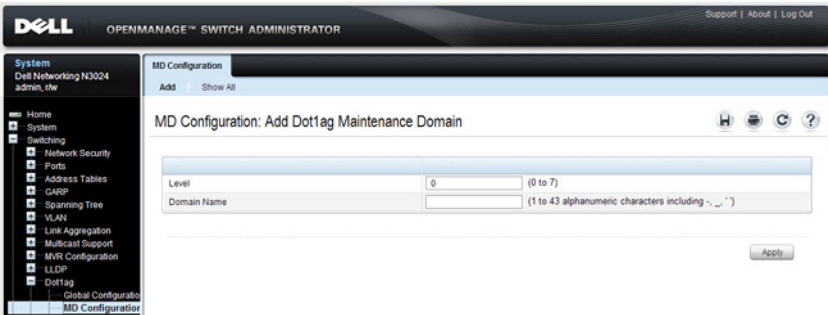 Support | About | Log Out
DELL OPENMANAGE™ SWITCH ADMINISTRATOR
System
Dell Networking N3024
admin, r/w
Home
System
Switching
Network Security
Ports
Address Tables
GARP
Spanning Tree
VLAN
Link Aggregation
Multicast Support
MVR Configuration
LLDP
Dot1ag
Global Configuratio
MD Configuration
MD Configuration
Add Show All
MD Configuration: Add Dot1ag Maintenance Domain
Level 0 (0 to 7)
Domain Name (1 to 43 alphanumeric characters including -, _, ' ')
Apply